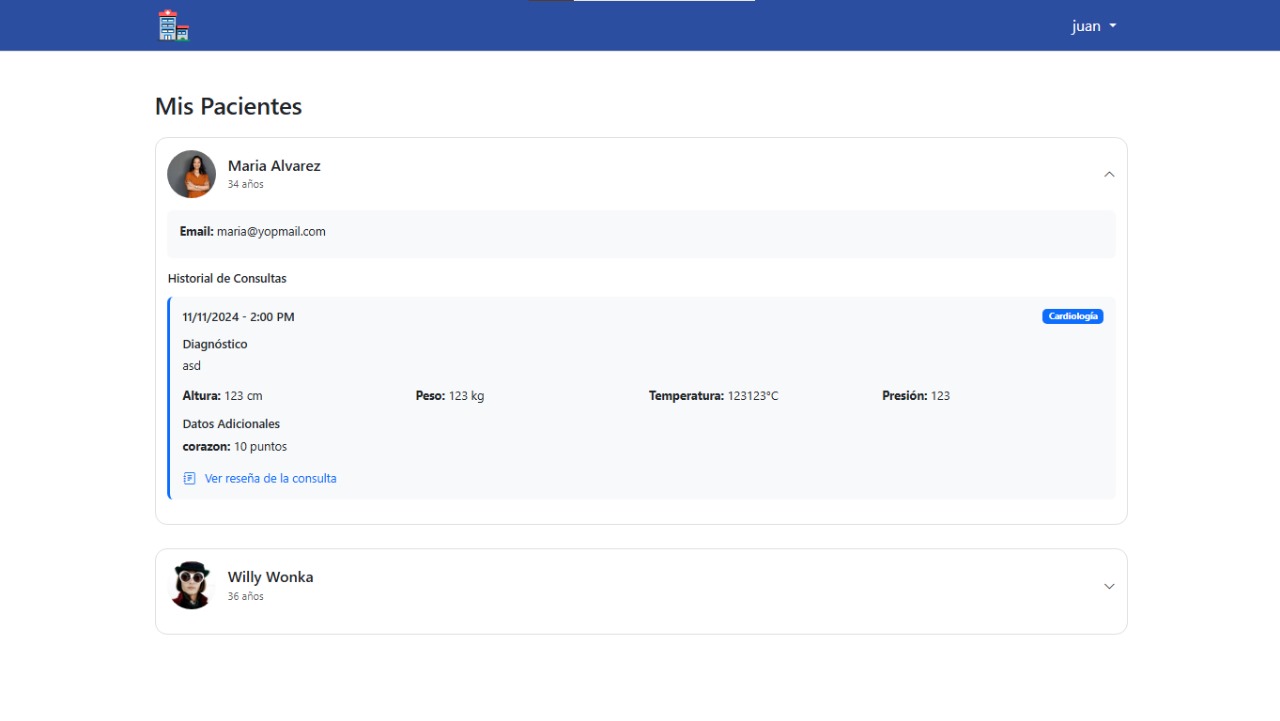 juan
Mis Pacientes
Maria Alvarez
34 años
Email: maria@yopmail.com
Historial de Consultas
11/11/2024 - 2:00 PM
Cardiología
Diagnóstico
asd
Altura: 123 cm Peso: 123 kg Temperatura: 123123°C Presión: 123
Datos Adicionales
corazon: 10 puntos
Ver reseña de la consulta
Willy Wonka
36 años